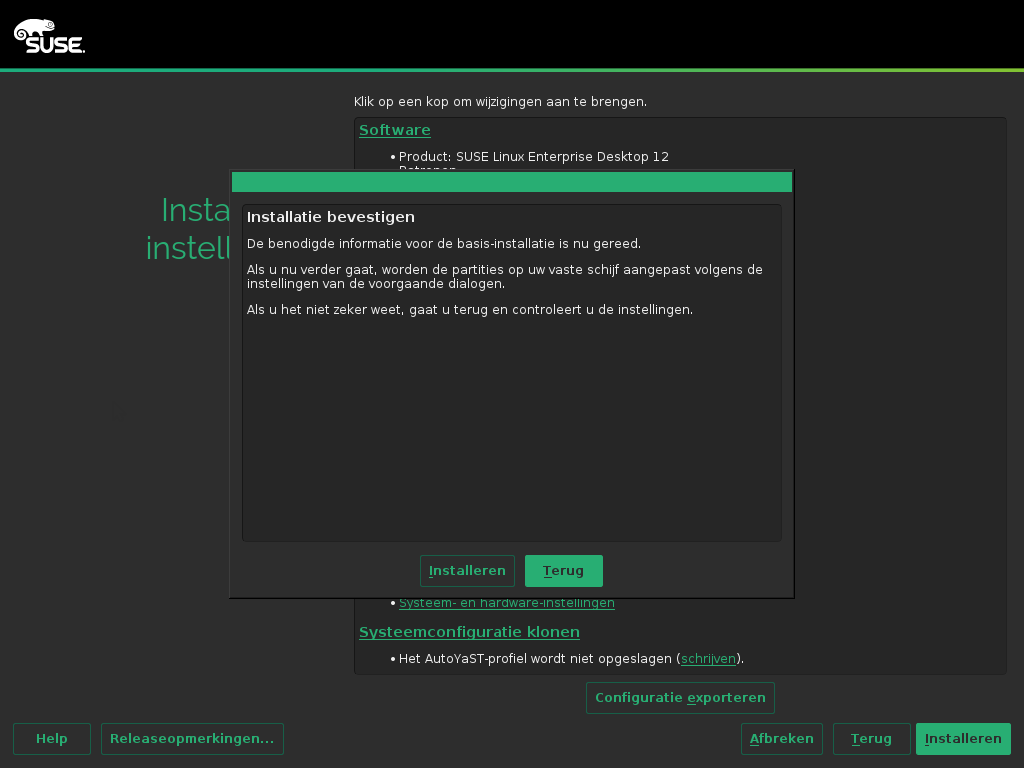 SUSE
Klik op een kop om wijzigingen aan te brengen.
Software
• Product: SUSE Linux Enterprise Desktop 12
Insta
instell
Installatie bevestigen
De benodigde informatie voor de basis-installatie is nu gereed.
Als u nu verder gaat, worden de partities op uw vaste schijf aangepast volgens de
instellingen van de voorgaande dialogen.
Als u het niet zeker weet, gaat u terug en controleert u de instellingen.
Installeren Terug
• Systeem- en hardware-instellingen
Systeemconfiguratie klonen
• Het AutoYaST-profiel wordt niet opgeslagen (schrijven).
Configuratie exporteren
Help Releaseopmerkingen... Afbreken Terug Installeren